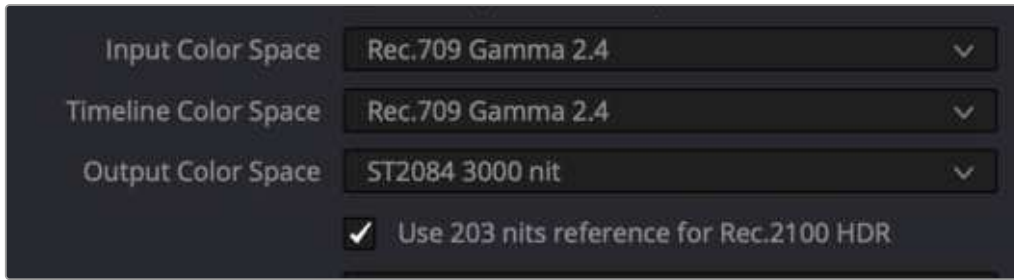 Input Color Space Rec.709 Gamma 2.4
Timeline Color Space Rec.709 Gamma 2.4
Output Color Space ST2084 3000 nit
Use 203 nits reference for Rec.2100 HDR